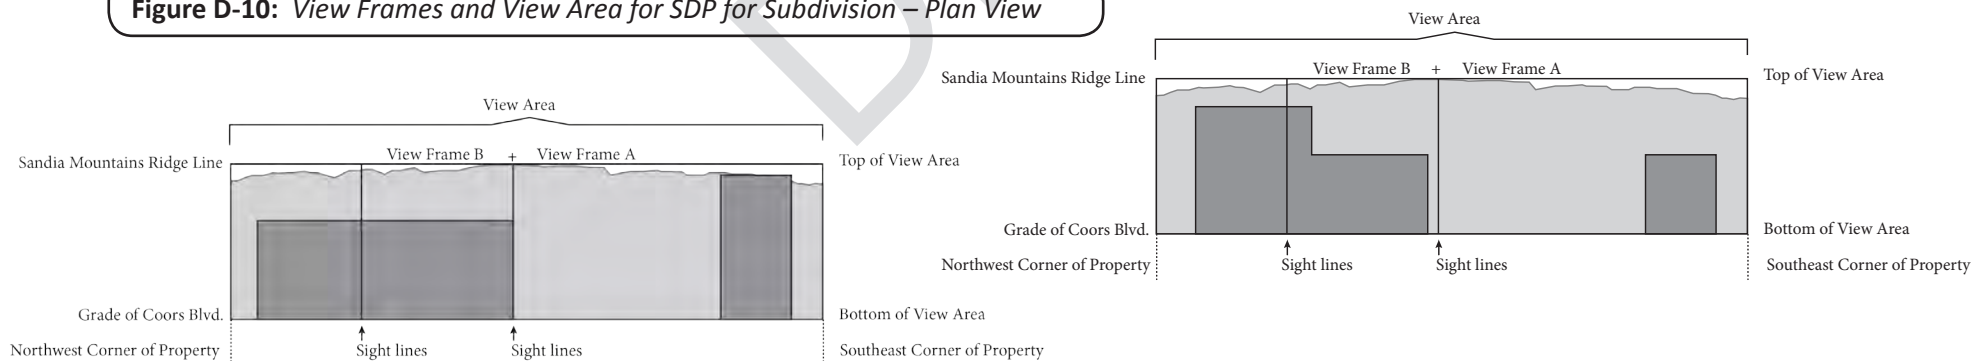 Figure D-10: View Frames and View Area for SDP for Subdivision – Plan View
View Area
View Frame B + View Frame A
Sandia Mountains Ridge Line
Top of View Area
Grade of Coors Blvd.
Bottom of View Area
Northwest Corner of Property
Sight lines
Sight lines
Southeast Corner of Property
View Area
View Frame B + View Frame A
Sandia Mountains Ridge Line
Top of View Area
Grade of Coors Blvd.
Bottom of View Area
Northwest Corner of Property
Sight lines
Sight lines
Southeast Corner of Property